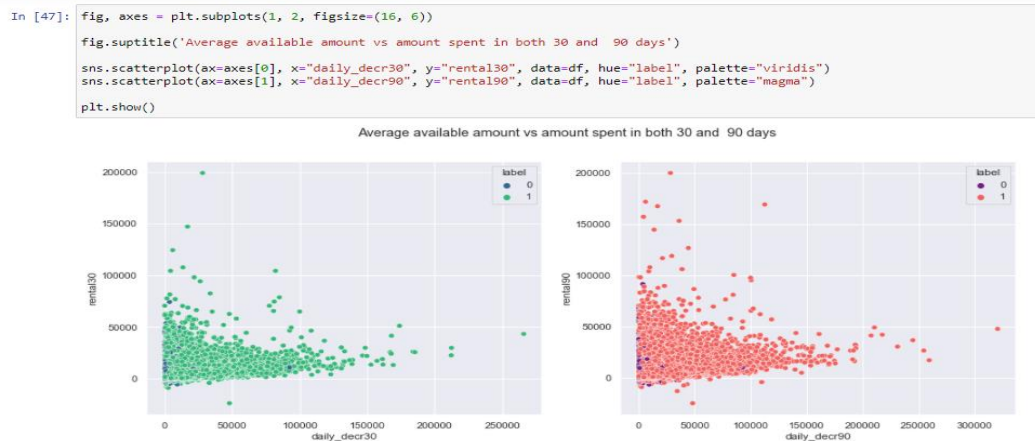 In [47]: fig, axes = plt.subplots(1, 2, figsize=(16, 6))
fig.suptitle('Average available amount vs amount spent in both 30 and  90 days')
sns.scatterplot(ax=axes[0], x="daily_decr30", y="rental30", data=df, hue="label", palette="viridis")
sns.scatterplot(ax=axes[1], x="daily_decr90", y="rental90", data=df, hue="label", palette="magma")
plt.show()
Average available amount vs amount spent in both 30 and  90 days
label
0
1
200000
150000
100000
50000
0
rental30
0 50000 100000 150000 200000 250000
daily_decr30
label
0
1
200000
150000
100000
50000
0
rental90
0 50000 100000 150000 200000 250000 300000
daily_decr90